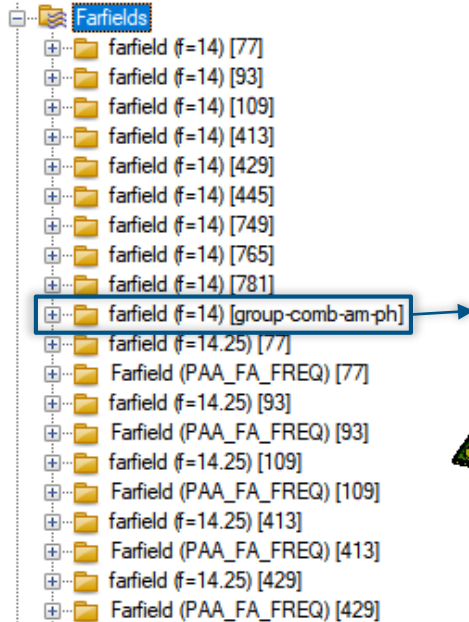 Farfields
farfield (f=14) [77]
farfield (f=14) [93]
farfield (f=14) [109]
farfield (f=14) [413]
farfield (f=14) [429]
farfield (f=14) [445]
farfield (f=14) [749]
farfield (f=14) [765]
farfield (f=14) [781]
farfield (f=14) [group-comb-am-ph]
farfield (f=14.25) [77]
Farfield (PAA_FA_FREQ) [77]
farfield (f=14.25) [93]
Farfield (PAA_FA_FREQ) [93]
farfield (f=14.25) [109]
Farfield (PAA_FA_FREQ) [109]
farfield (f=14.25) [413]
Farfield (PAA_FA_FREQ) [413]
farfield (f=14.25) [429]
Farfield (PAA_FA_FREQ) [429]